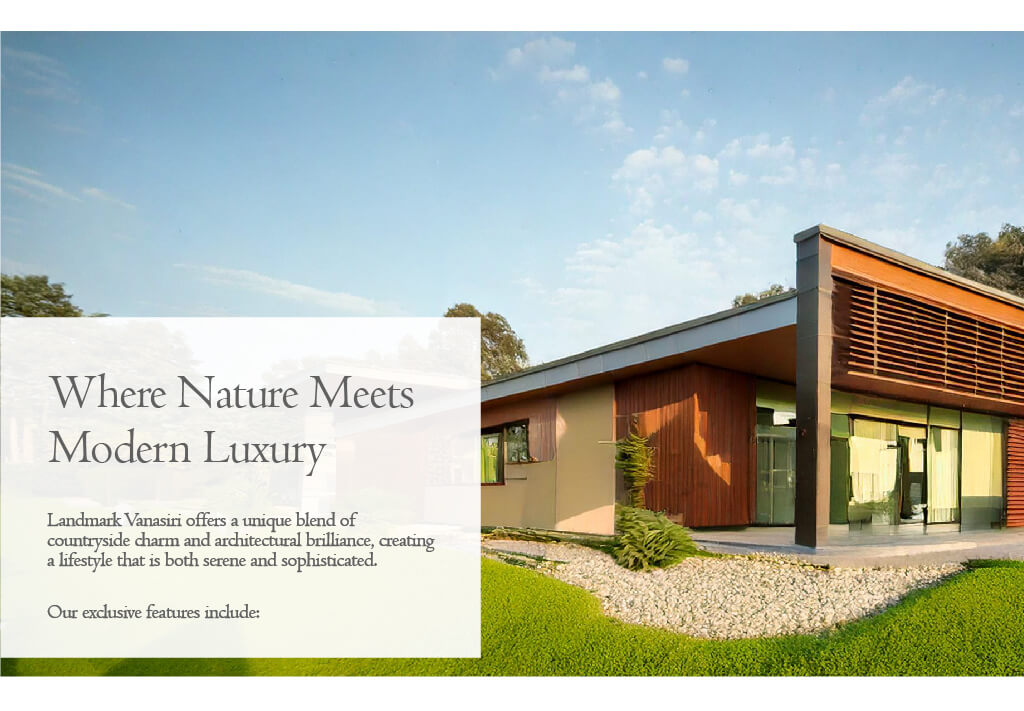 Where Nature Meets
Modern Luxury
Landmark Vanasiri offers a unique blend of
countryside charm and architectural brilliance, creating
a lifestyle that is both serene and sophisticated.
Our exclusive features include: